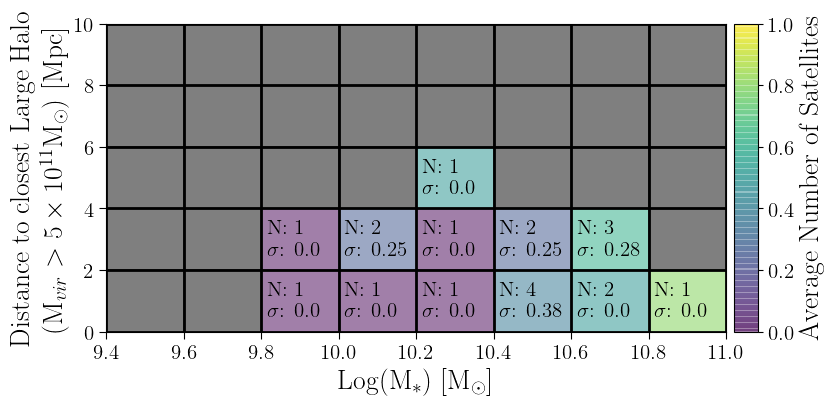 Distance to closest Large Halo
(M_vir > 5 × 10^11 M_⊙) [Mpc]
10
8
6
4
2
0
N: 1
σ: 0.0
N: 1
σ: 0.0
N: 2
σ: 0.25
N: 1
σ: 0.0
N: 2
σ: 0.25
N: 3
σ: 0.28
N: 1
σ: 0.0
N: 1
σ: 0.0
N: 1
σ: 0.0
N: 4
σ: 0.38
N: 2
σ: 0.0
N: 1
σ: 0.0
9.4 9.6 9.8 10.0 10.2 10.4 10.6 10.8 11.0
Log(M_*) [M_⊙]
1.0
0.8
0.6
0.4
0.2
0.0
Average Number of Satellites